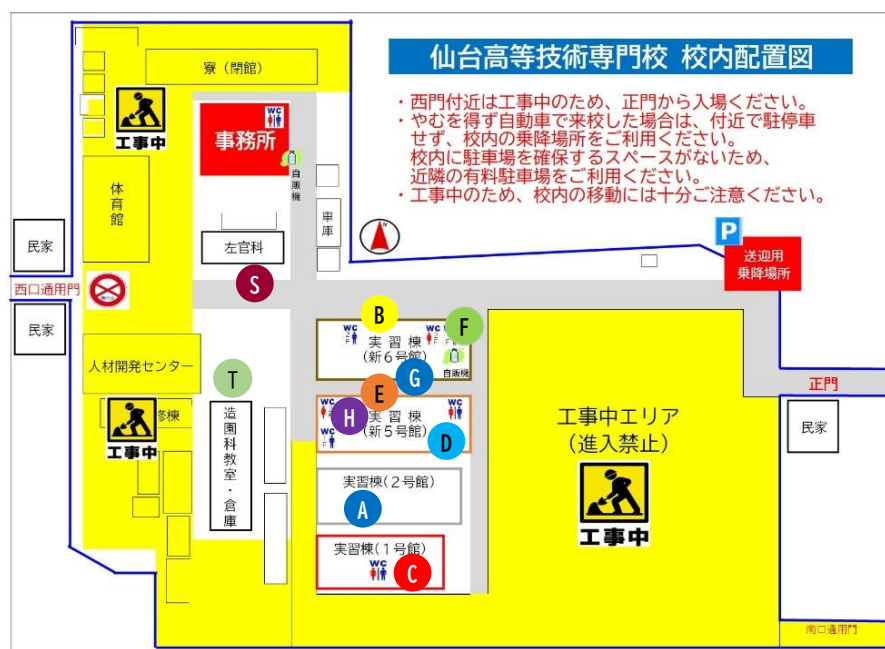 仙台高等技術専門校 校内配置図
・西門付近は工事中のため、正門から入場ください。
・やむを得ず自動車で来校した場合は、付近で駐停車
せず、校内の乗降場所をご利用ください。
校内に駐車場を確保するスペースがないため、
近隣の有料駐車場をご利用ください。
・工事中のため、校内の移動には十分ご注意ください。
寮（閉館）
工事中
WC
事務所
自販機
体育館
車庫
N
左官科
民家
P
送迎用
乗降場所
西口通用門
S
民家
B
F
WC
WC
実習棟
（新６号館）
自販機
G
人材開発センター
T
E
正門
WC
H
実習棟
（新５号館）
WC
WC
D
工事中
修棟
造園科教室・倉庫
工事中エリア
（進入禁止）
民家
実習棟（２号館）
A
工事中
実習棟（１号館）
WC
C
南口通用門